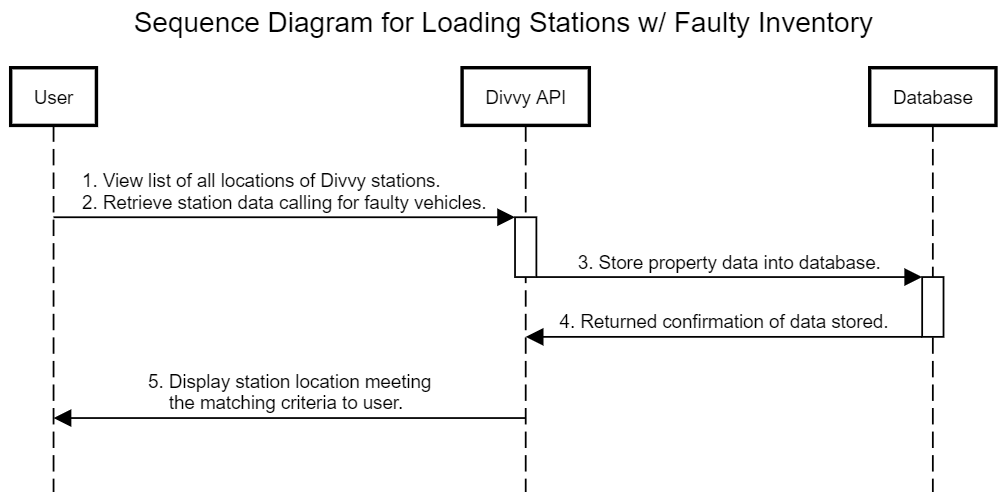 Sequence Diagram for Loading Stations w/ Faulty Inventory
User
Divvy API
Database
1. View list of all locations of Divvy stations.
2. Retrieve station data calling for faulty vehicles.
3. Store property data into database.
4. Returned confirmation of data stored.
5. Display station location meeting
the matching criteria to user.